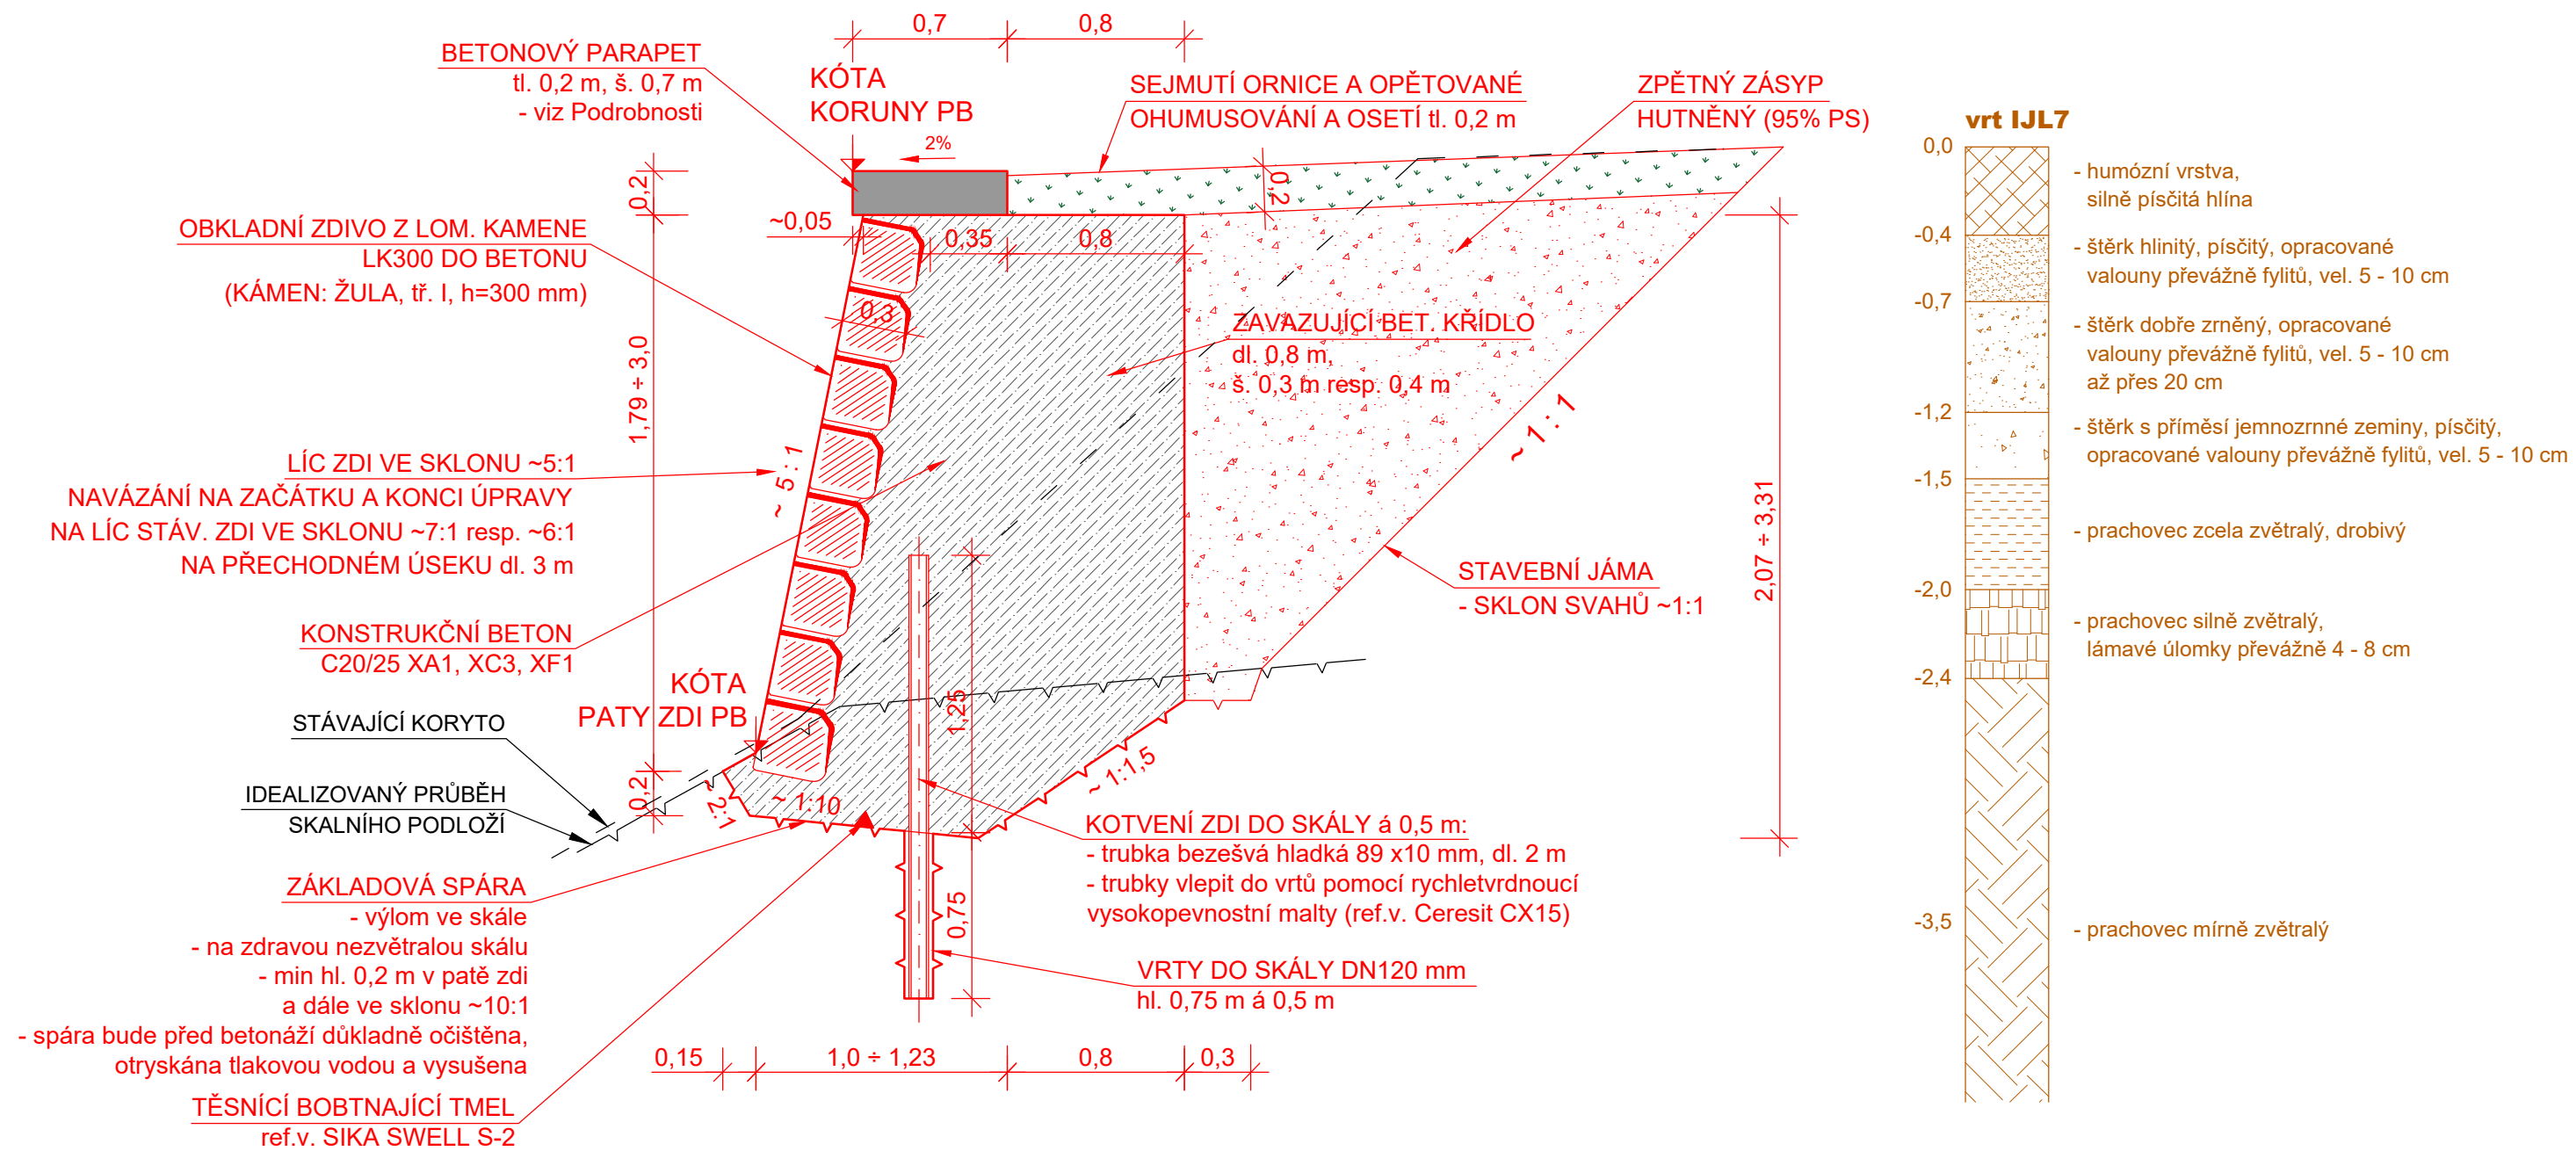 0,7
0,8
BETONOVÝ PARAPET
tl. 0,2 m, š. 0,7 m
- viz Podrobnosti
KÓTA
KORUNY PB
2%
SEJMUTÍ ORNICE A OPĚTOVANÉ
OHUMUSOVÁNÍ A OSETÍ tl. 0,2 m
ZPĚTNÝ ZÁSYP
HUTNĚNÝ (95% PS)
0,2
0,2
~0,05
0,35
0,8
OBKLADNÍ ZDIVO Z LOM. KAMENE
LK300 DO BETONU
(KÁMEN: ŽULA, tř. I, h=300 mm)
0,3
1,79 ÷ 3,0
ZAVAZUJÍCÍ BET. KŘÍDLO
dl. 0,8 m,
š. 0,3 m resp. 0,4 m
~ 1 : 1
~ 5 : 1
LÍC ZDI VE SKLONU ~5:1
NAVÁZÁNÍ NA ZAČÁTKU A KONCI ÚPRAVY
NA LÍC STÁV. ZDI VE SKLONU ~7:1 resp. ~6:1
NA PŘECHODNÉM ÚSEKU dl. 3 m
2,07 ÷ 3,31
STAVEBNÍ JÁMA
- SKLON SVAHŮ ~1:1
KONSTRUKČNÍ BETON
C20/25 XA1, XC3, XF1
KÓTA
PATY ZDI PB
1,25
STÁVAJÍCÍ KORYTO
IDEALIZOVANÝ PRŮBĚH
SKALNÍHO PODLOŽÍ
0,2
~ 2:1
~ 1:10
~ 1:1,5
KOTVENÍ ZDI DO SKÁLY á 0,5 m:
- trubka bezešvá hladká 89 x10 mm, dl. 2 m
- trubky vlepit do vrtů pomocí rychletvrdnoucí
vysokopevnostní malty (ref.v. Ceresit CX15)
0,75
VRTY DO SKÁLY DN120 mm
hl. 0,75 m á 0,5 m
ZÁKLADOVÁ SPÁRA
- výlom ve skále
- na zdravou nezvětralou skálu
- min hl. 0,2 m v patě zdi
a dále ve sklonu ~10:1
- spára bude před betonáží důkladně očištěna,
otryskána tlakovou vodou a vysušena
TĚSNÍCÍ BOBTNAJÍCÍ TMEL
ref.v. SIKA SWELL S-2
0,15
1,0 ÷ 1,23
0,8
0,3
vrt IJL7
0,0
- humózní vrstva,
silně písčitá hlína
-0,4
- štěrk hlinitý, písčitý, opracované
valouny převážně fylitů, vel. 5 - 10 cm
-0,7
- štěrk dobře zrněný, opracované
valouny převážně fylitů, vel. 5 - 10 cm
až přes 20 cm
-1,2
- štěrk s příměsí jemnozrnné zeminy, písčitý,
opracované valouny převážně fylitů, vel. 5 - 10 cm
-1,5
- prachovec zcela zvětralý, drobivý
-2,0
- prachovec silně zvětralý,
lámavé úlomky převážně 4 - 8 cm
-2,4
-3,5
- prachovec mírně zvětralý